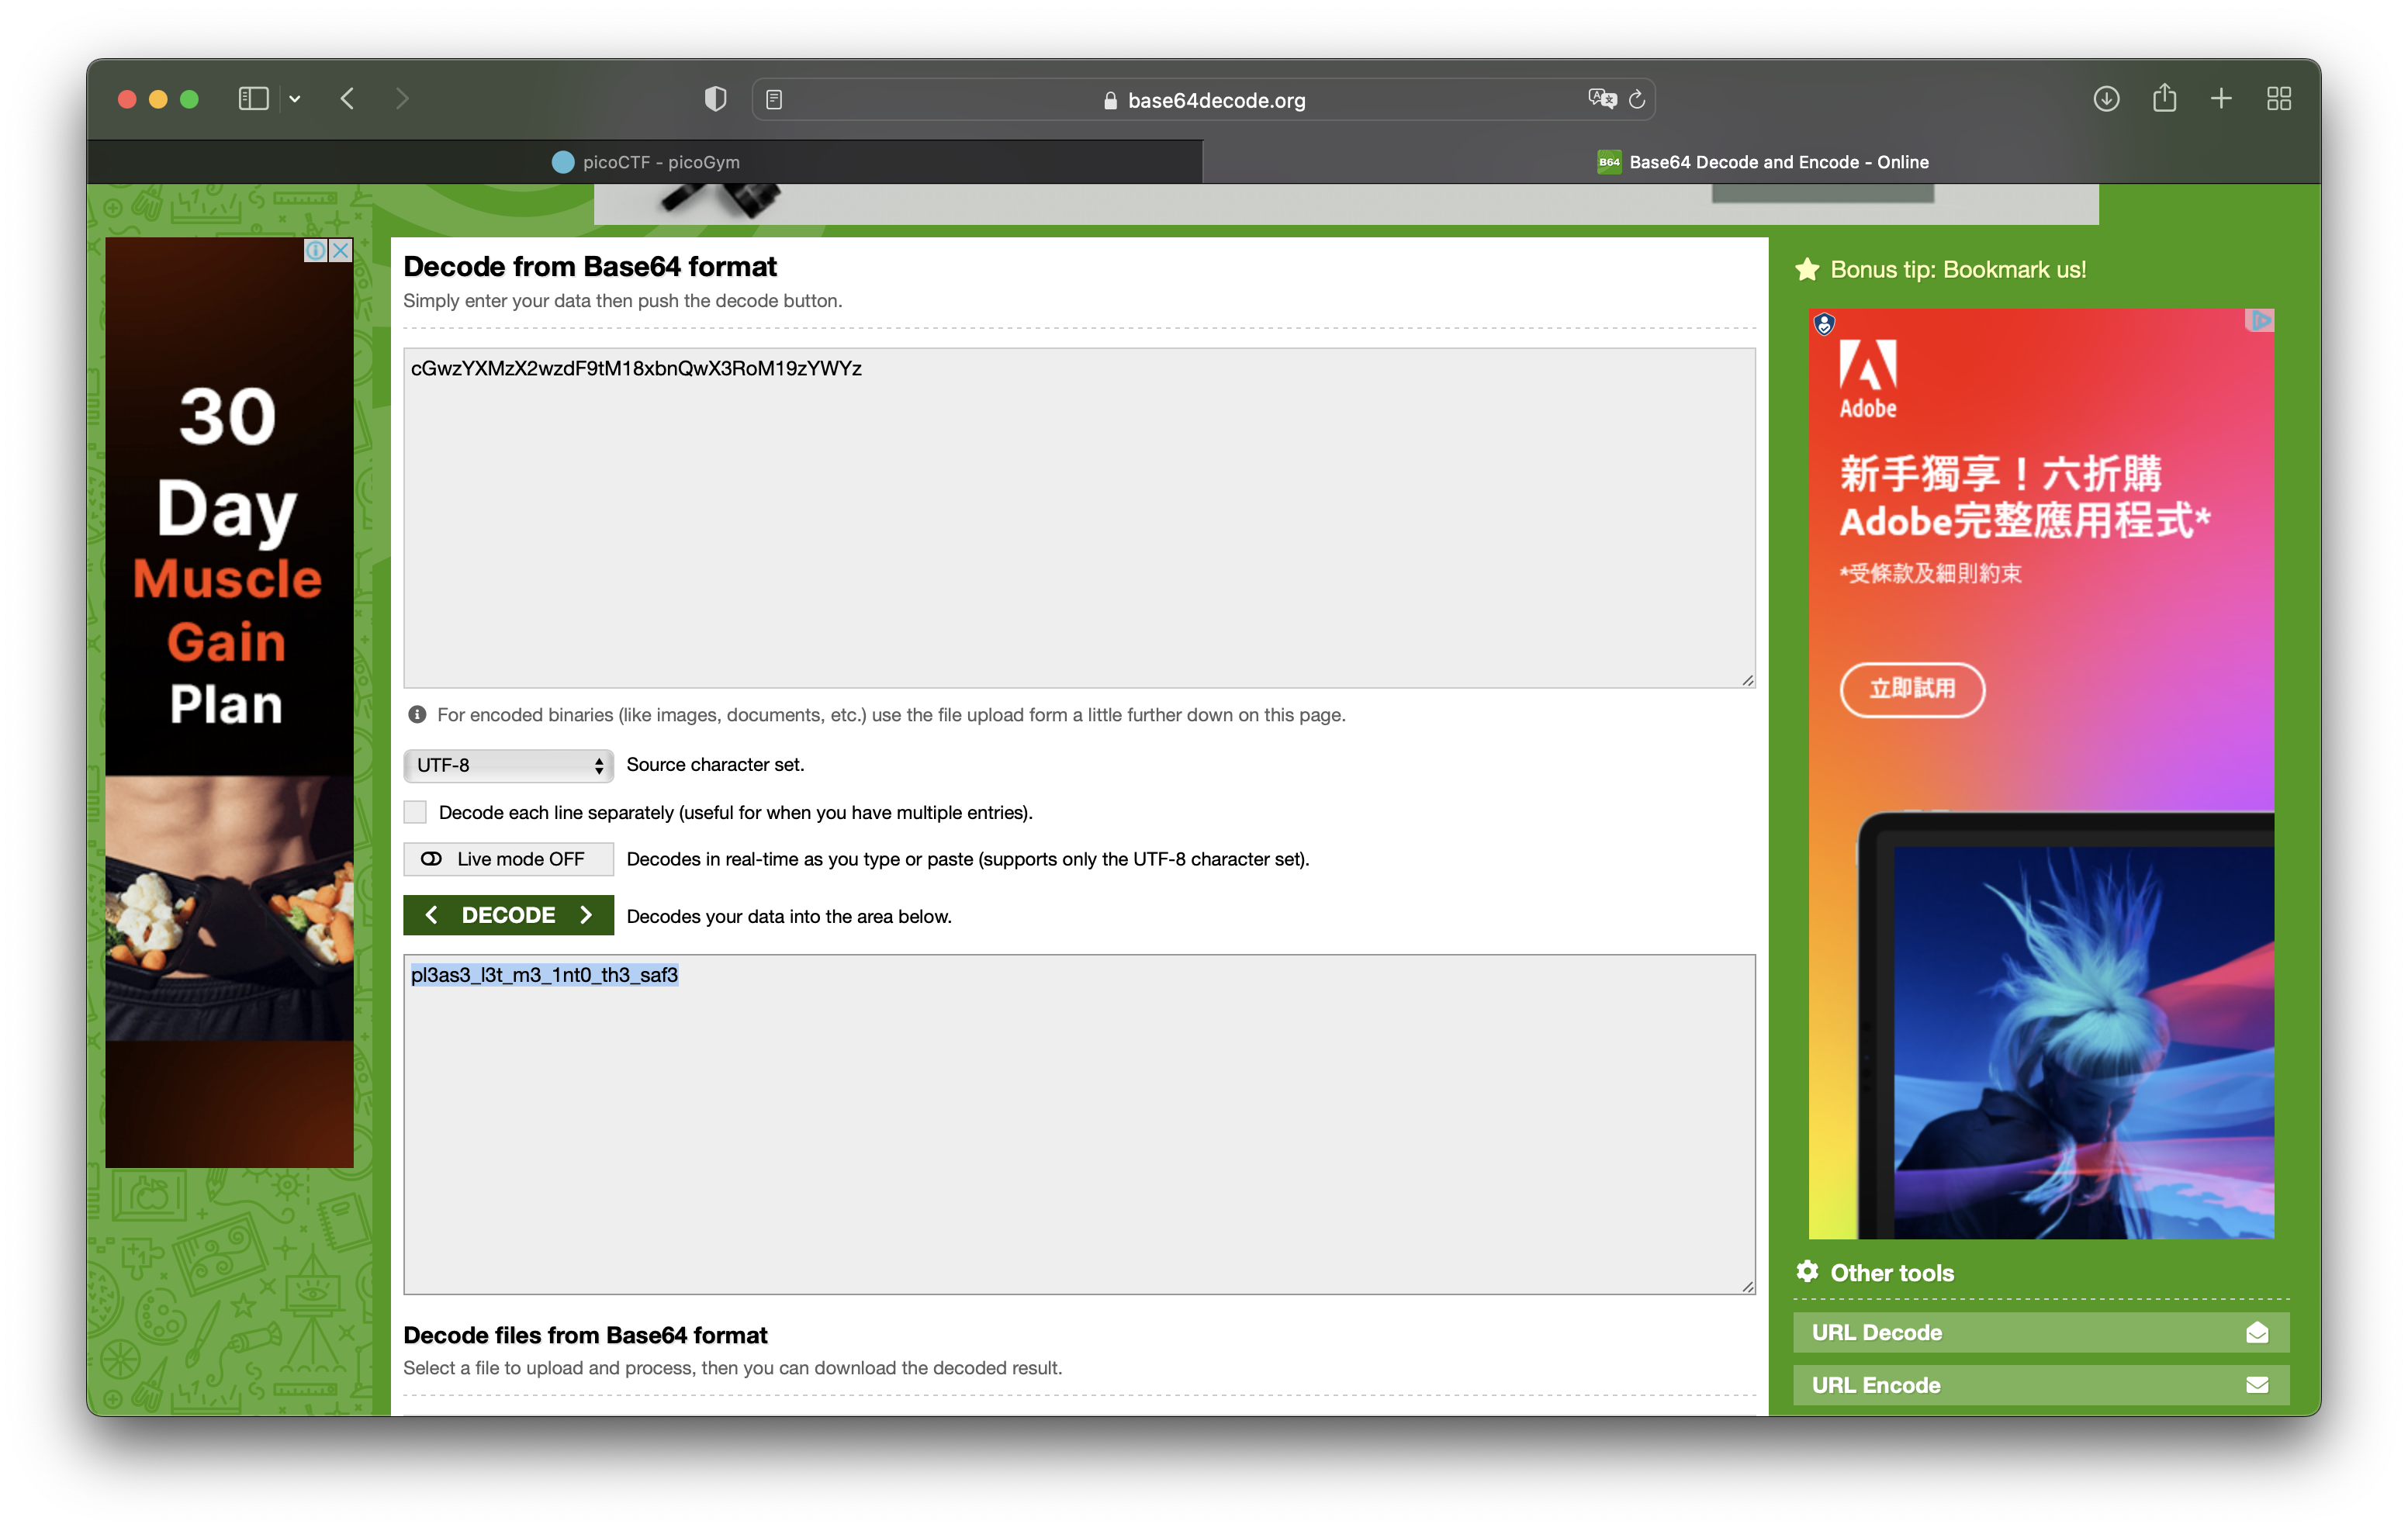 base64decode.org
picoCTF - picoGym
B64 Base64 Decode and Encode - Online
30
Day
Muscle
Gain
Plan
Decode from Base64 format
Simply enter your data then push the decode button.
cGwzYXMzX2wzdF9tM18xbnQwX3RoM19zYWYz
For encoded binaries (like images, documents, etc.) use the file upload form a little further down on this page.
UTF-8 Source character set.
Decode each line separately (useful for when you have multiple entries).
Live mode OFF Decodes in real-time as you type or paste (supports only the UTF-8 character set).
DECODE Decodes your data into the area below.
pl3as3_l3t_m3_1nt0_th3_saf3
Decode files from Base64 format
Select a file to upload and process, then you can download the decoded result.
Bonus tip: Bookmark us!
Adobe
新手獨享！六折購
Adobe完整應用程式*
*受條款及細則約束
立即試用
Other tools
URL Decode
URL Encode